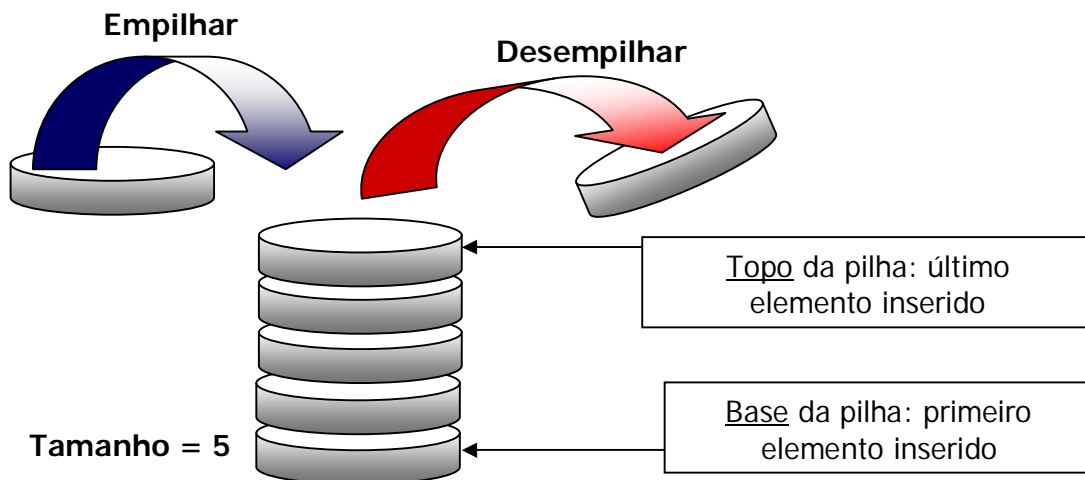 Empilhar
Desempilhar
Topo da pilha: último
elemento inserido
Base da pilha: primeiro
elemento inserido
Tamanho = 5